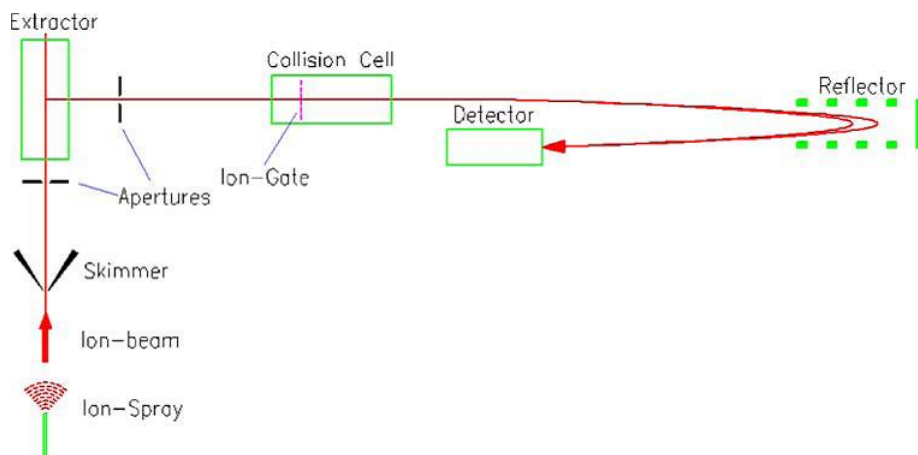 Extractor
Collision Cell
Reflector
Detector
Ion-Gate
Apertures
Skimmer
Ion-beam
Ion-Spray